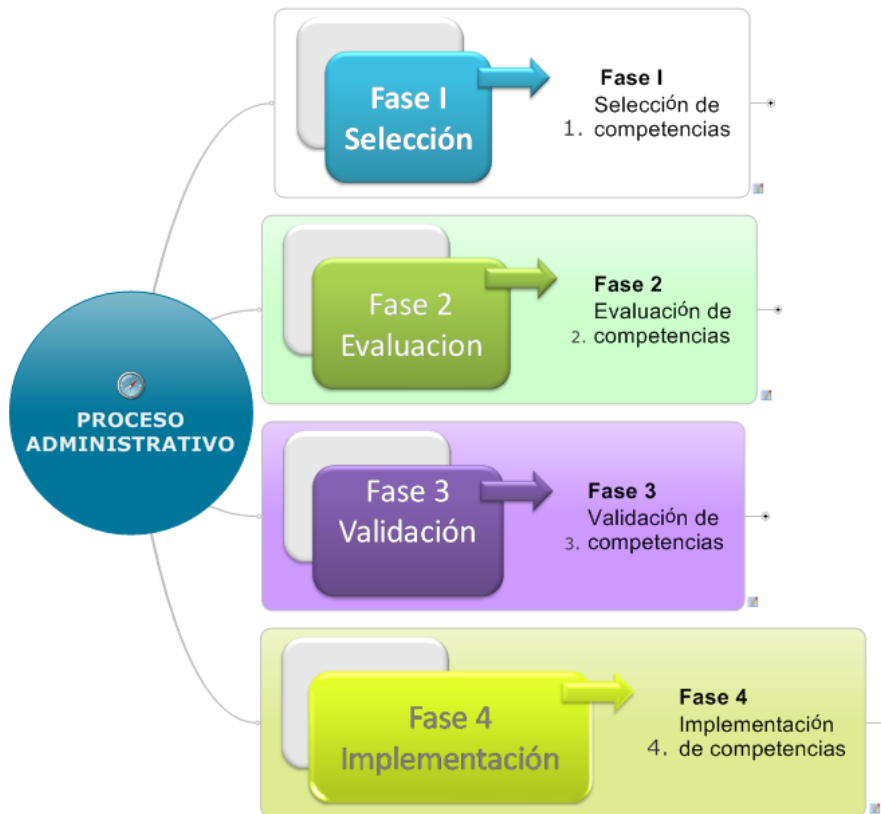 PROCESO
ADMINISTRATIVO
Fase I
Selección
Fase I
Selección de
1. competencias
Fase 2
Evaluacion
Fase 2
Evaluación de
2. competencias
Fase 3
Validación
Fase 3
Validación de
3. competencias
Fase 4
Implementación
Fase 4
Implementación
4. de competencias